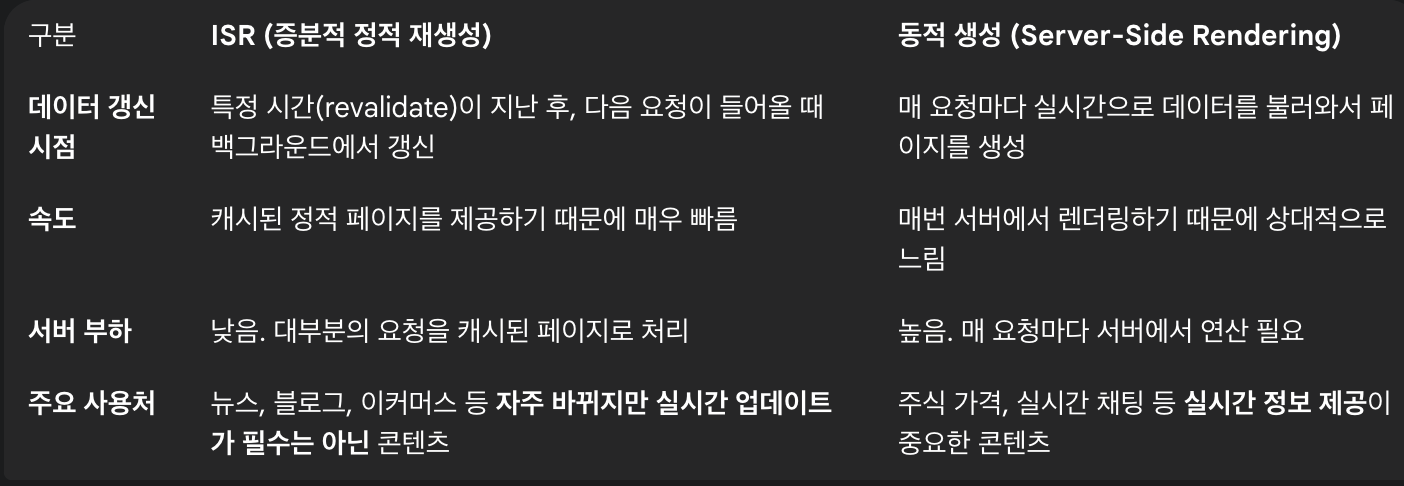 구분 ISR (증분적 정적 재생성) 동적 생성 (Server-Side Rendering)
데이터 갱신 시점
특정 시간(revalidate)이 지난 후, 다음 요청이 들어올 때
백그라운드에서 갱신
매 요청마다 실시간으로 데이터를 불러와서 페
이지를 생성
속도
캐시된 정적 페이지를 제공하기 때문에 매우 빠름
매번 서버에서 렌더링하기 때문에 상대적으로
느림
서버 부하
낮음. 대부분의 요청을 캐시된 페이지로 처리
높음. 매 요청마다 서버에서 연산 필요
주요 사용처
뉴스, 블로그, 이커머스 등 자주 바뀌지만 실시간 업데이트
가 필수는 아닌 콘텐츠
주식 가격, 실시간 채팅 등 실시간 정보 제공이
중요한 콘텐츠